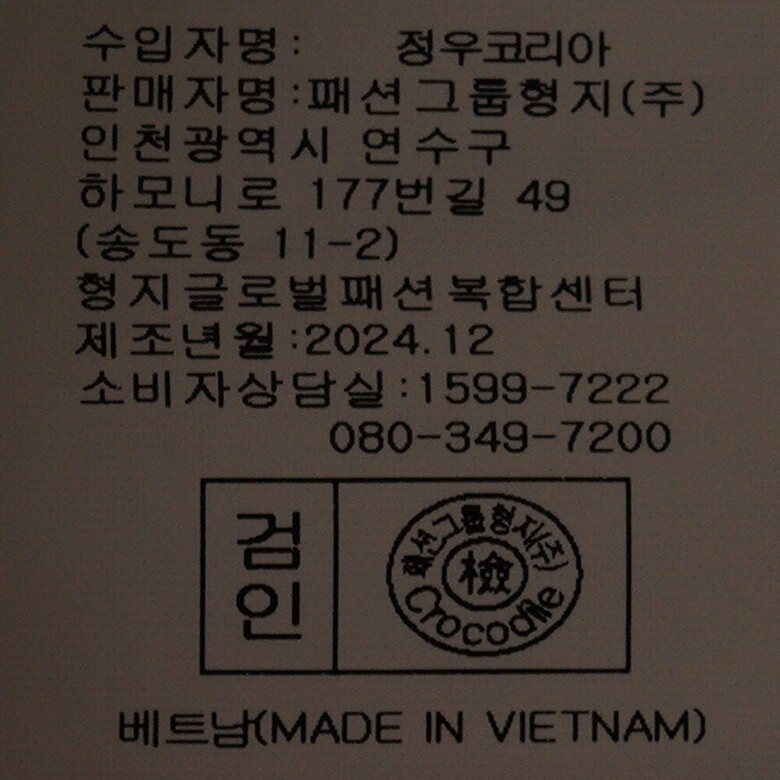 수입자명: 정우코리아
판매자명:패션그룹형지(주)
인천광역시 연수구
하모니로 177번길 49
(송도동 11-2)
형지글로벌패션복합센터
제조년월:2024.12
소비자상담실:1599-7222
080-349-7200
검인
패션그룹형지(주)
檢
Crocodile
베트남(MADE IN VIETNAM)